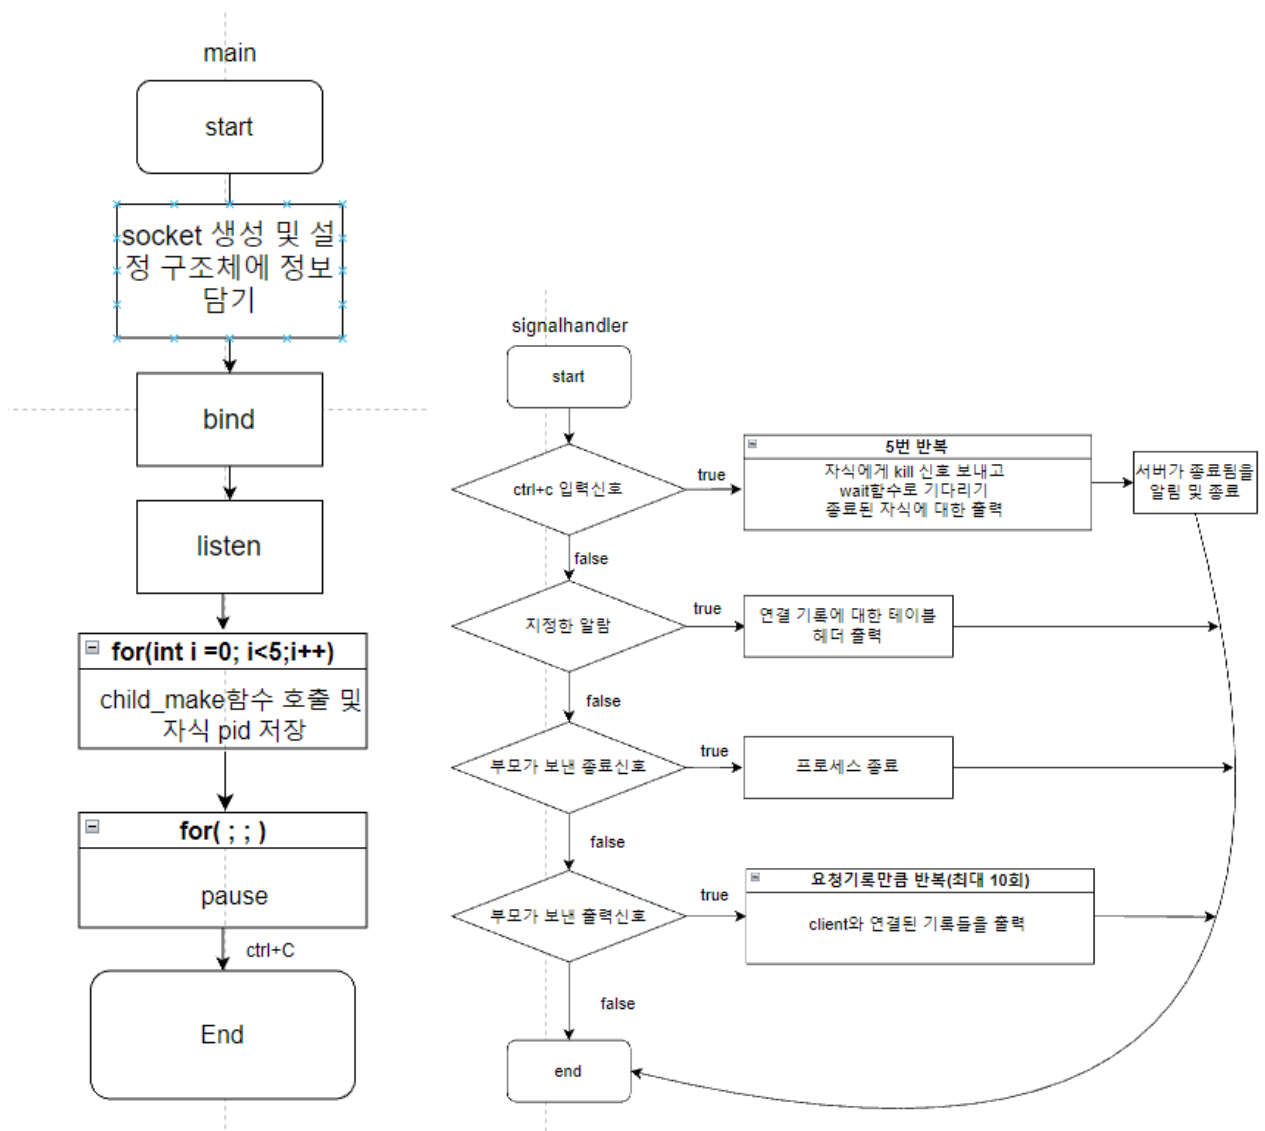 main
start
socket 생성 및 설
정 구조체에 정보
담기
bind
listen
for(int i =0; i<5;i++)
child_make함수 호출 및
자식 pid 저장
for( ; ; )
pause
ctrl+C
End
signalhandler
start
ctrl+c 입력신호
true
5번 반복
자식에게 kill 신호 보내고
wait함수로 기다리기
종료된 자식에 대한 출력
서버가 종료됨을
알림 및 종료
false
지정한 알람
true
연결 기록에 대한 테이블
헤더 출력
false
부모가 보낸 종료신호
true
프로세스 종료
false
부모가 보낸 출력신호
true
요청기록만큼 반복(최대 10회)
client와 연결된 기록들을 출력
false
end